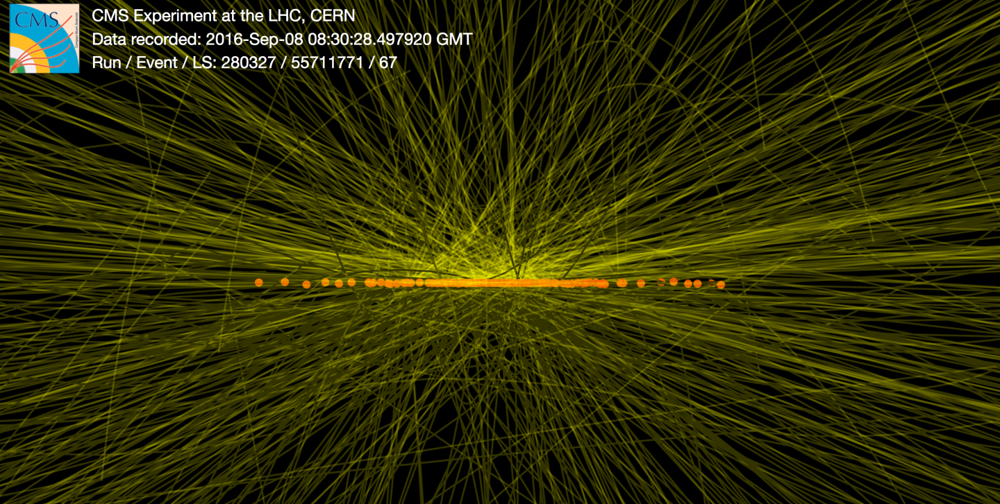 CMS
CMS Experiment at the LHC, CERN
Data recorded: 2016-Sep-08 08:30:28.497920 GMT
Run / Event / LS: 280327 / 55711771 / 67